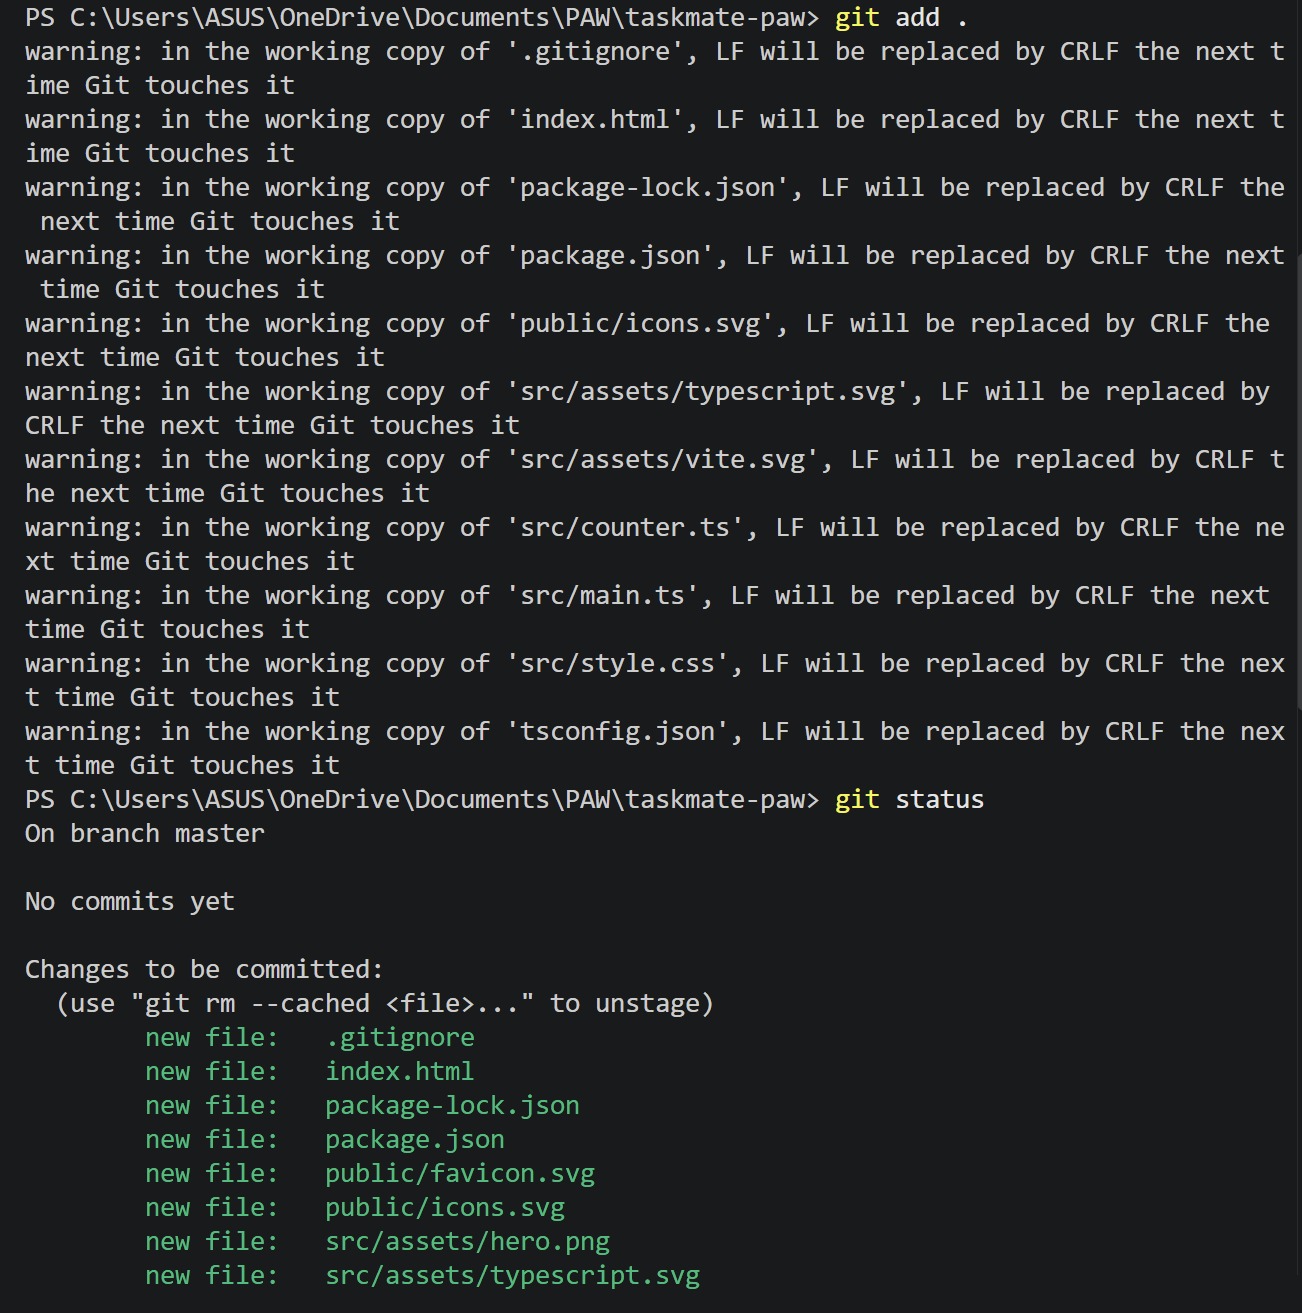 PS C:\Users\ASUS\OneDrive\Documents\PAW\taskmate-paw> git add .
warning: in the working copy of '.gitignore', LF will be replaced by CRLF the next t
ime Git touches it
warning: in the working copy of 'index.html', LF will be replaced by CRLF the next t
ime Git touches it
warning: in the working copy of 'package-lock.json', LF will be replaced by CRLF the
 next time Git touches it
warning: in the working copy of 'package.json', LF will be replaced by CRLF the next
 time Git touches it
warning: in the working copy of 'public/icons.svg', LF will be replaced by CRLF the
next time Git touches it
warning: in the working copy of 'src/assets/typescript.svg', LF will be replaced by
CRLF the next time Git touches it
warning: in the working copy of 'src/assets/vite.svg', LF will be replaced by CRLF t
he next time Git touches it
warning: in the working copy of 'src/counter.ts', LF will be replaced by CRLF the ne
xt time Git touches it
warning: in the working copy of 'src/main.ts', LF will be replaced by CRLF the next
time Git touches it
warning: in the working copy of 'src/style.css', LF will be replaced by CRLF the nex
t time Git touches it
warning: in the working copy of 'tsconfig.json', LF will be replaced by CRLF the nex
t time Git touches it
PS C:\Users\ASUS\OneDrive\Documents\PAW\taskmate-paw> git status
On branch master

No commits yet

Changes to be committed:
  (use "git rm --cached <file>..." to unstage)
        new file:   .gitignore
        new file:   index.html
        new file:   package-lock.json
        new file:   package.json
        new file:   public/favicon.svg
        new file:   public/icons.svg
        new file:   src/assets/hero.png
        new file:   src/assets/typescript.svg